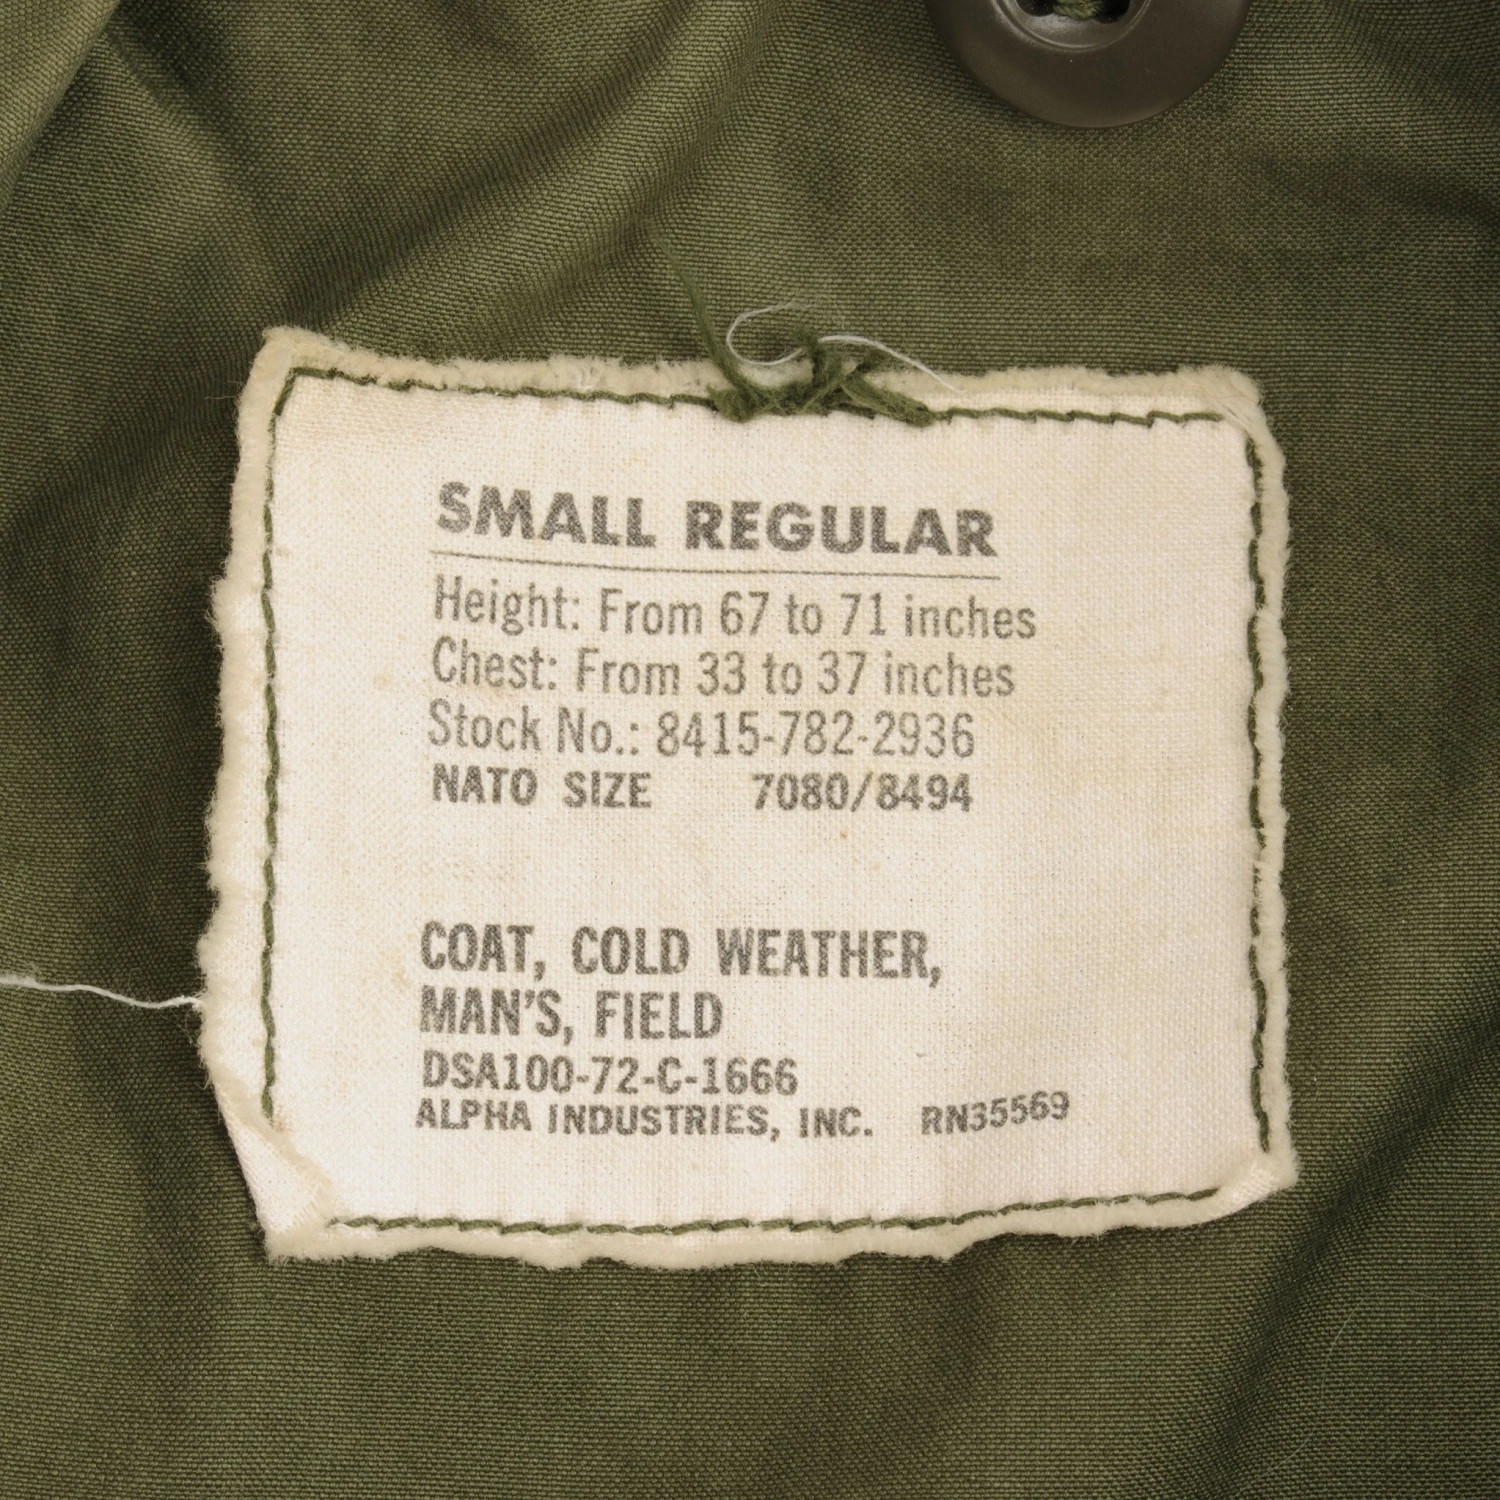 SMALL REGULAR
Height: From 67 to 71 inches
Chest: From 33 to 37 inches
Stock No.: 8415-782-2936
NATO SIZE 7080/8494
COAT, COLD WEATHER,
MAN'S, FIELD
DSA100-72-C-1666
ALPHA INDUSTRIES, INC. RN35569